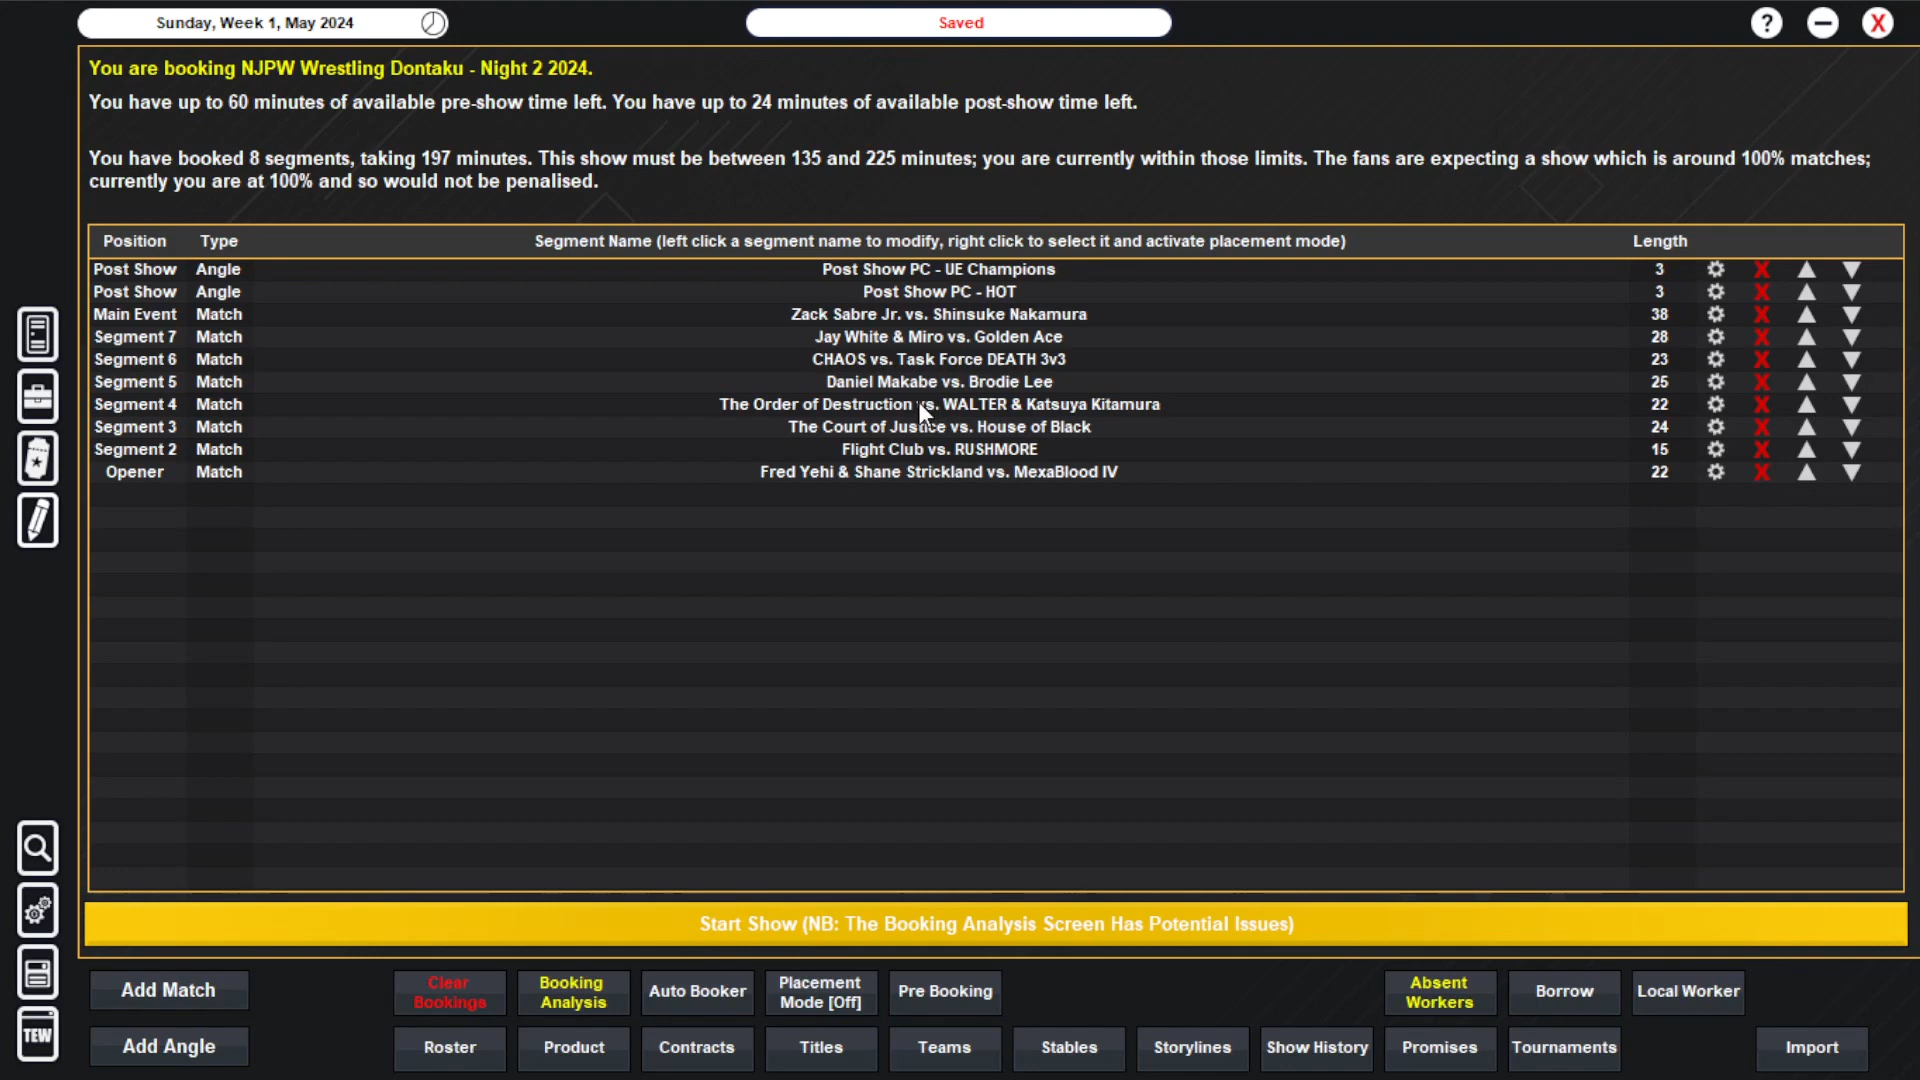 Sunday, Week 1, May 2024
Saved
?
X
You are booking NJPW Wrestling Dontaku - Night 2 2024.
You have up to 60 minutes of available pre-show time left. You have up to 24 minutes of available post-show time left.
You have booked 8 segments, taking 197 minutes. This show must be between 135 and 225 minutes; you are currently within those limits. The fans are expecting a show which is around 100% matches;
currently you are at 100% and so would not be penalised.
Position Type Segment Name (left click a segment name to modify, right click to select it and activate placement mode) Length
Post Show Angle Post Show PC - UE Champions 3 X
Post Show Angle Post Show PC - HOT 3 X
Main Event Match Zack Sabre Jr. vs. Shinsuke Nakamura 38 X
Segment 7 Match Jay White & Miro vs. Golden Ace 28 X
Segment 6 Match CHAOS vs. Task Force DEATH 3v3 23 X
Segment 5 Match Daniel Makabe vs. Brodie Lee 25 X
Segment 4 Match The Order of Destruction vs. WALTER & Katsuya Kitamura 22 X
Segment 3 Match The Court of Justice vs. House of Black 24 X
Segment 2 Match Flight Club vs. RUSHMORE 15 X
Opener Match Fred Yehi & Shane Strickland vs. MexaBlood IV 22 X
Start Show (NB: The Booking Analysis Screen Has Potential Issues)
Add Match
Clear
Bookings
Booking
Analysis
Auto Booker
Placement
Mode [Off]
Pre Booking
Absent
Workers
Borrow
Local Worker
TEW
Add Angle
Roster
Product
Contracts
Titles
Teams
Stables
Storylines
Show History
Promises
Tournaments
Import